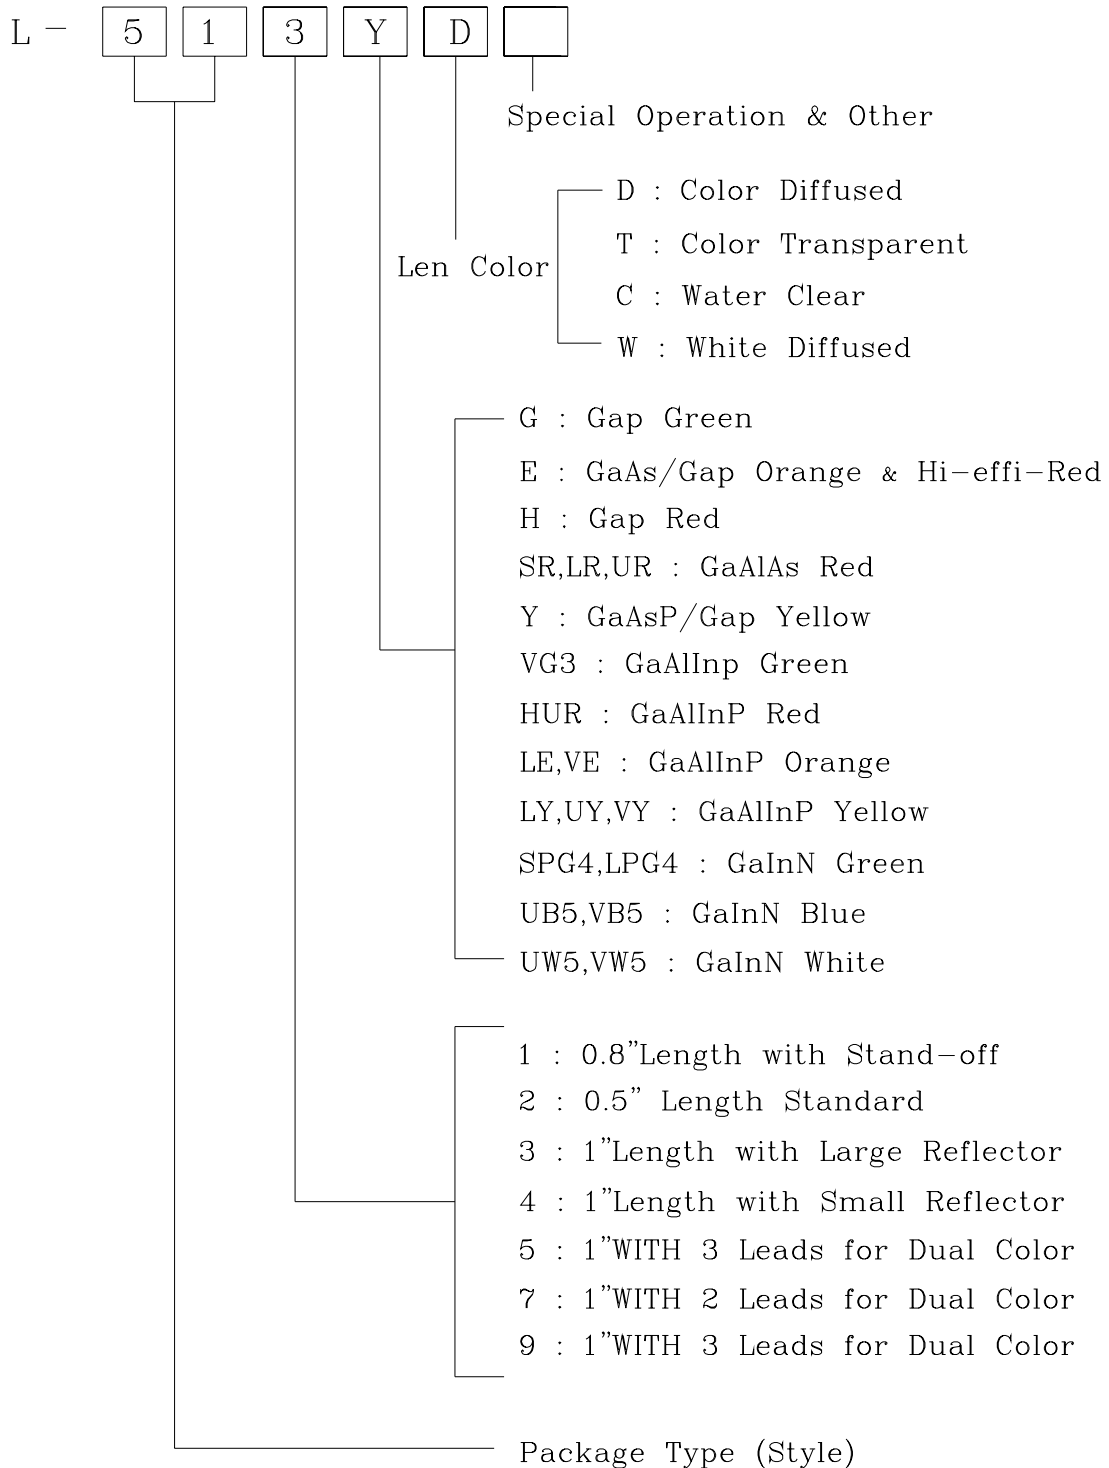 L- 5 1 3 Y D
Special Operation & Other
D : Color Diffused
T : Color Transparent
Len Color
C : Water Clear
W : White Diffused
G : Gap Green
E : GaAs/Gap Orange & Hi-effi-Red
H : Gap Red
SR,LR,UR : GaAlAs Red
Y : GaAsP/Gap Yellow
VG3 : GaAlInp Green
HUR : GaAlInP Red
LE,VE : GaAlInP Orange
LY,UY,VY : GaAlInP Yellow
SPG4,LPG4 : GaInN Green
UB5,VB5 : GaInN Blue
UW5,VW5 : GaInN White
1 : 0.8"Length with Stand-off
2 : 0.5" Length Standard
3 : 1"Length with Large Reflector
4 : 1"Length with Small Reflector
5 : 1"WITH 3 Leads for Dual Color
7 : 1"WITH 2 Leads for Dual Color
9 : 1"WITH 3 Leads for Dual Color
Package Type (Style)